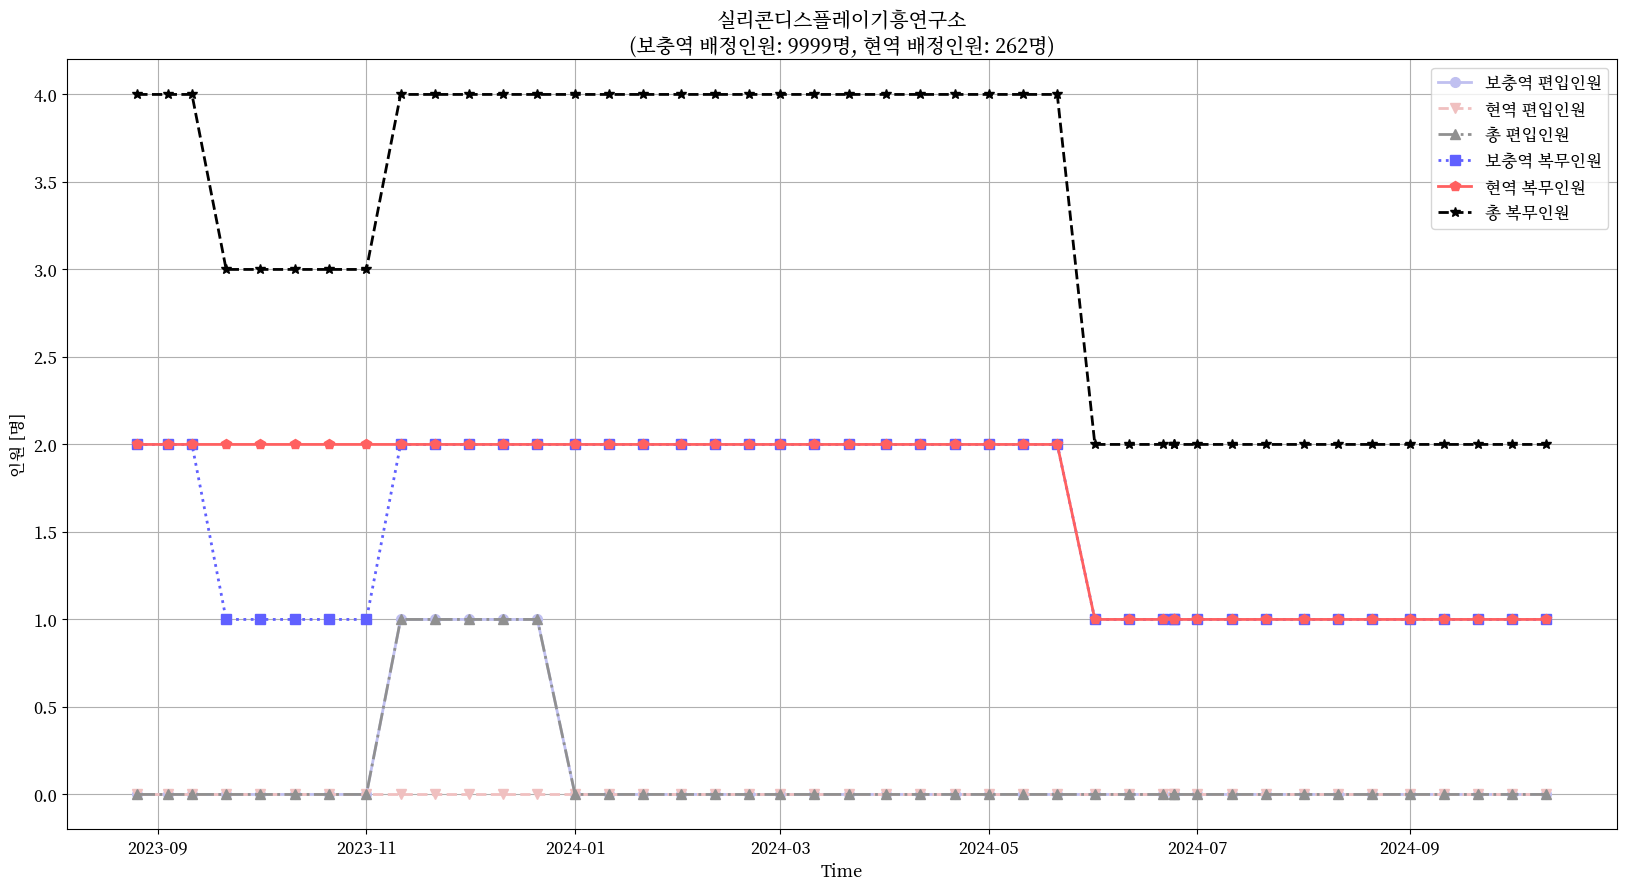 실리콘디스플레이기흥연구소
(보충역 배정인원: 9999명, 현역 배정인원: 262명)
보충역 편입인원
현역 편입인원
총 편입인원
보충역 복무인원
현역 복무인원
총 복무인원
인원 [명]
4.0
3.5
3.0
2.5
2.0
1.5
1.0
0.5
0.0
2023-09
2023-11
2024-01
2024-03
2024-05
2024-07
2024-09
Time